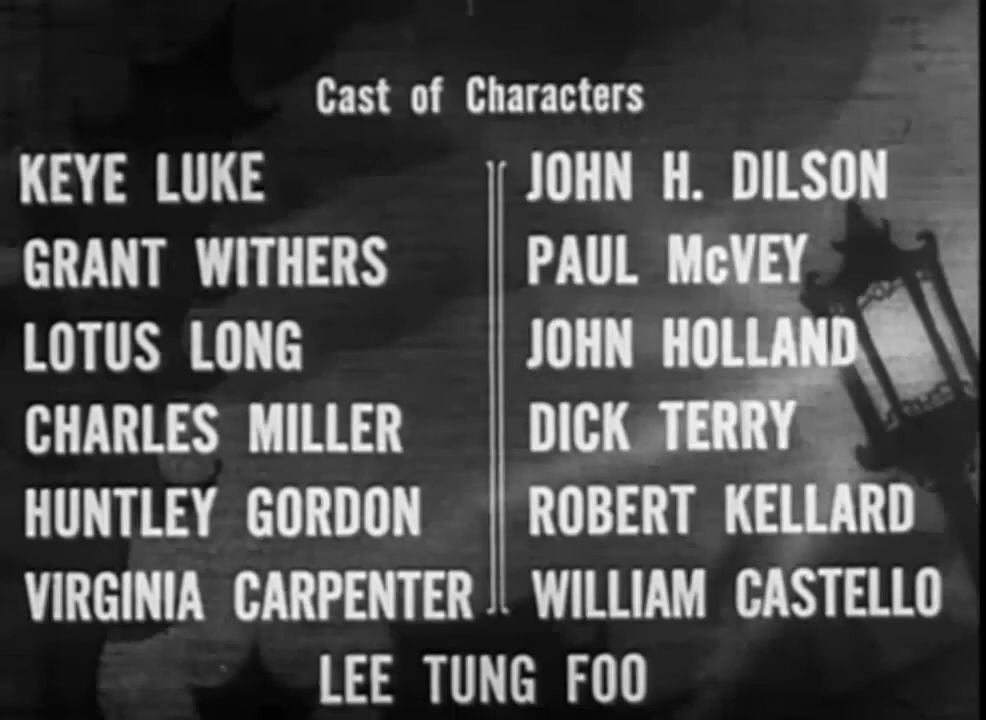 Cast of Characters
KEYE LUKE
GRANT WITHERS
LOTUS LONG
CHARLES MILLER
HUNTLEY GORDON
VIRGINIA CARPENTER
JOHN H. DILSON
PAUL McVEY
JOHN HOLLAND
DICK TERRY
ROBERT KELLARD
WILLIAM CASTELLO
LEE TUNG FOO